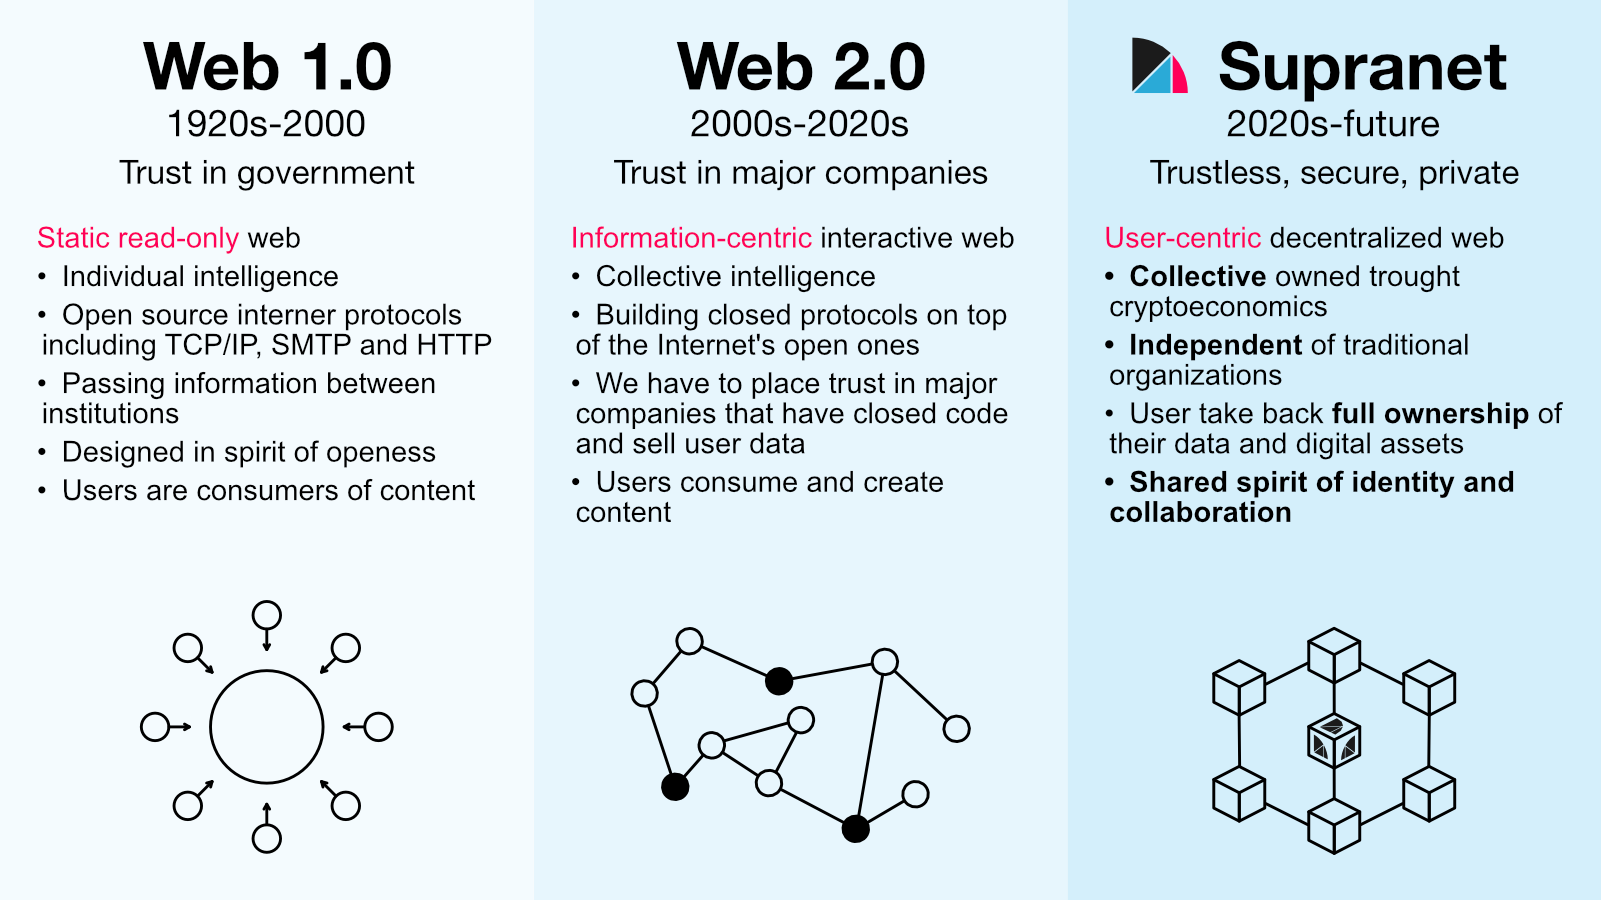 Web 1.0
1920s-2000
Trust in government
Static read-only web
• Individual intelligence
• Open source interner protocols
including TCP/IP, SMTP and HTTP
• Passing information between
institutions
• Designed in spirit of openess
• Users are consumers of content
Web 2.0
2000s-2020s
Trust in major companies
Information-centric interactive web
• Collective intelligence
• Building closed protocols on top
of the Internet's open ones
• We have to place trust in major
companies that have closed code
and sell user data
• Users consume and create
content
Supranet
2020s-future
Trustless, secure, private
User-centric decentralized web
• Collective owned trought
cryptoeconomics
• Independent of traditional
organizations
• User take back full ownership of
their data and digital assets
• Shared spirit of identity and
collaboration